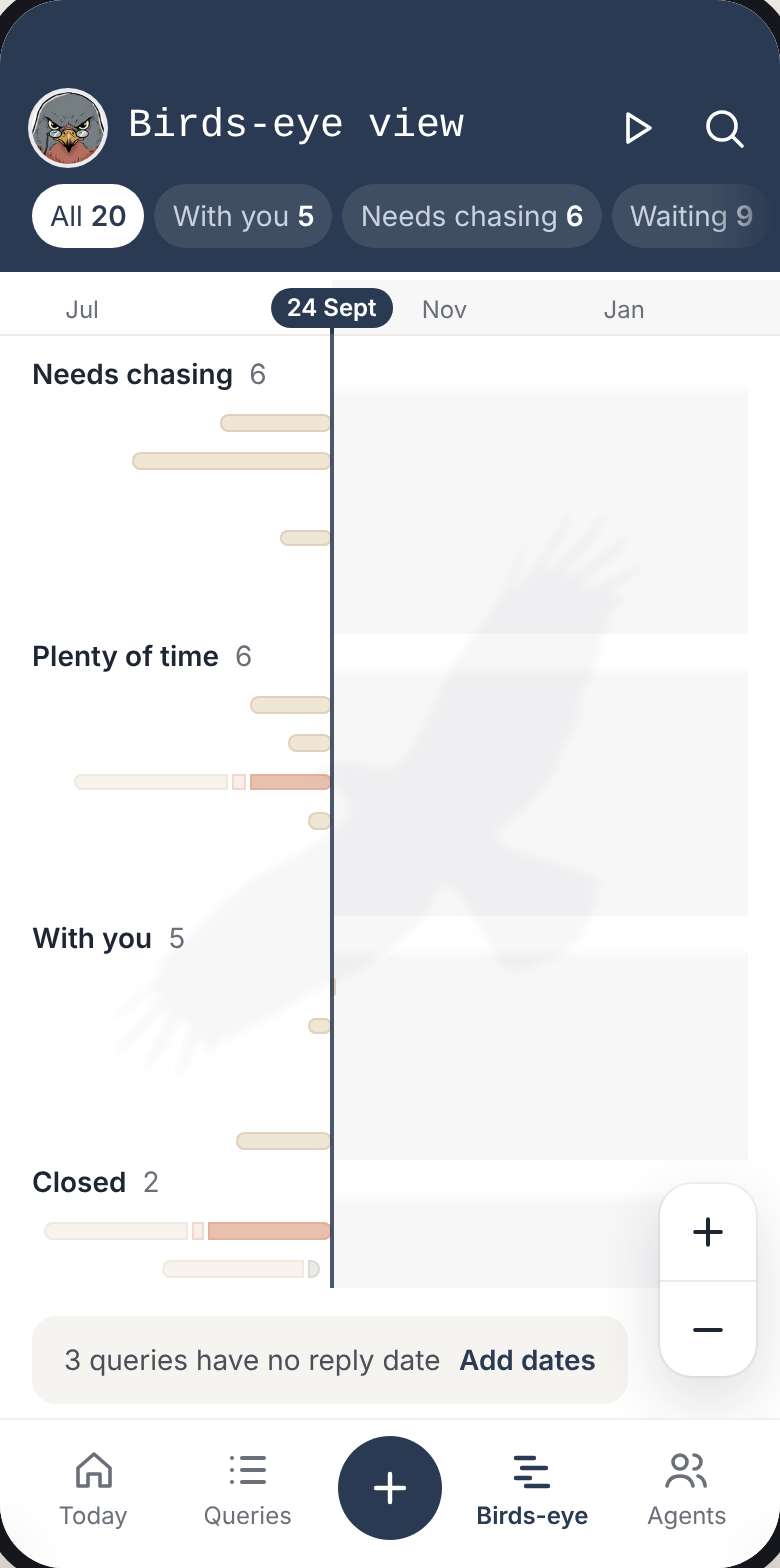 Birds-eye view
All 20 With you 5 Needs chasing 6 Waiting 9
Jul 24 Sept Nov Jan
Needs chasing 6
Plenty of time 6
With you 5
Closed 2
3 queries have no reply date Add dates
Today Queries Birds-eye Agents